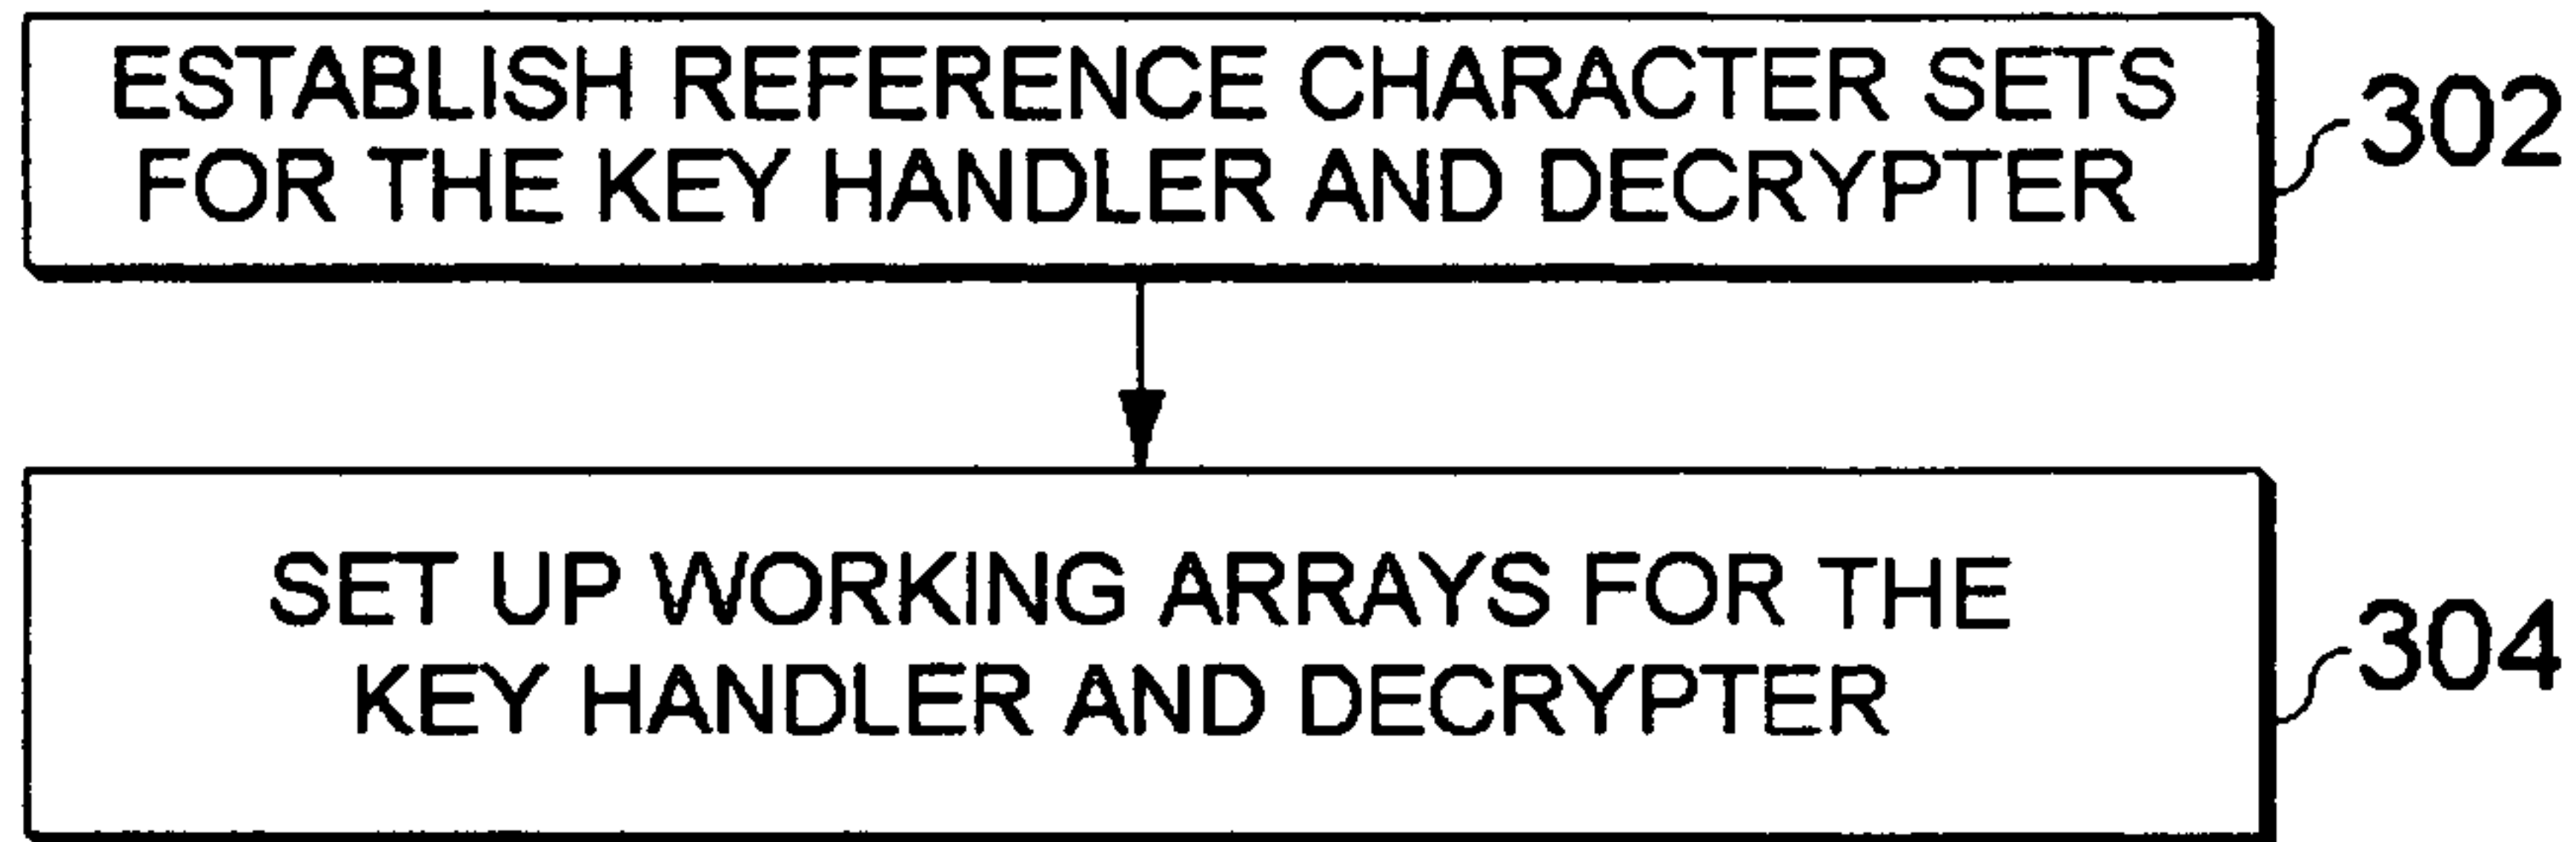 ESTABLISH REFERENCE CHARACTER SETS
FOR THE KEY HANDLER AND DECRYPTER
302
SET UP WORKING ARRAYS FOR THE
KEY HANDLER AND DECRYPTER
304